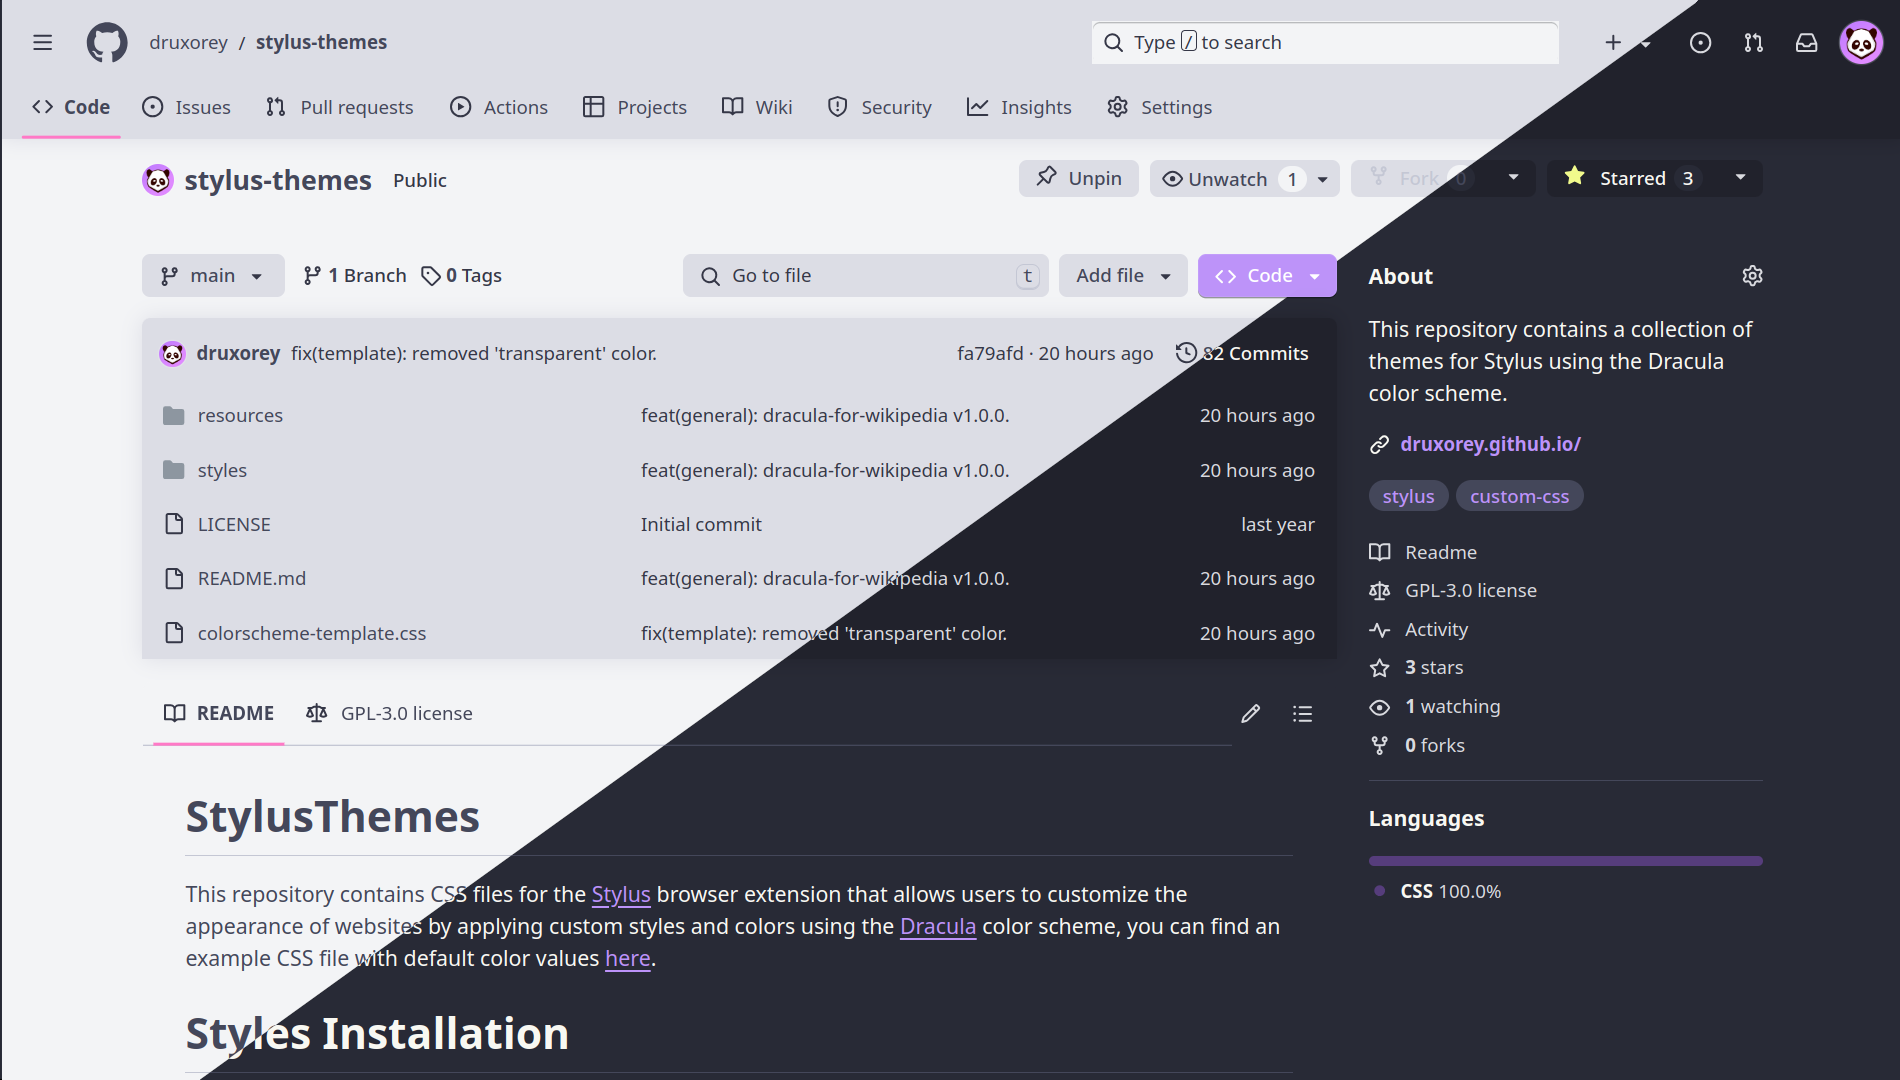 druxorey / stylus-themes
Type / to search
Code Issues Pull requests Actions Projects Wiki Security Insights Settings
stylus-themes Public
Unpin Unwatch 1 Fork 0 Starred 3
main 1 Branch 0 Tags Go to file t Add file Code
druxorey fix(template): removed 'transparent' color. fa79afd · 20 hours ago 82 Commits
resources feat(general): dracula-for-wikipedia v1.0.0. 20 hours ago
styles feat(general): dracula-for-wikipedia v1.0.0. 20 hours ago
LICENSE Initial commit last year
README.md feat(general): dracula-for-wikipedia v1.0.0. 20 hours ago
colorscheme-template.css fix(template): removed 'transparent' color. 20 hours ago
README GPL-3.0 license
StylusThemes
This repository contains CSS files for the Stylus browser extension that allows users to customize the
appearance of websites by applying custom styles and colors using the Dracula color scheme, you can find an
example CSS file with default color values here.
Styles Installation
About
This repository contains a collection of
themes for Stylus using the Dracula
color scheme.
druxorey.github.io/
stylus custom-css
Readme
GPL-3.0 license
Activity
3 stars
1 watching
0 forks
Languages
CSS 100.0%